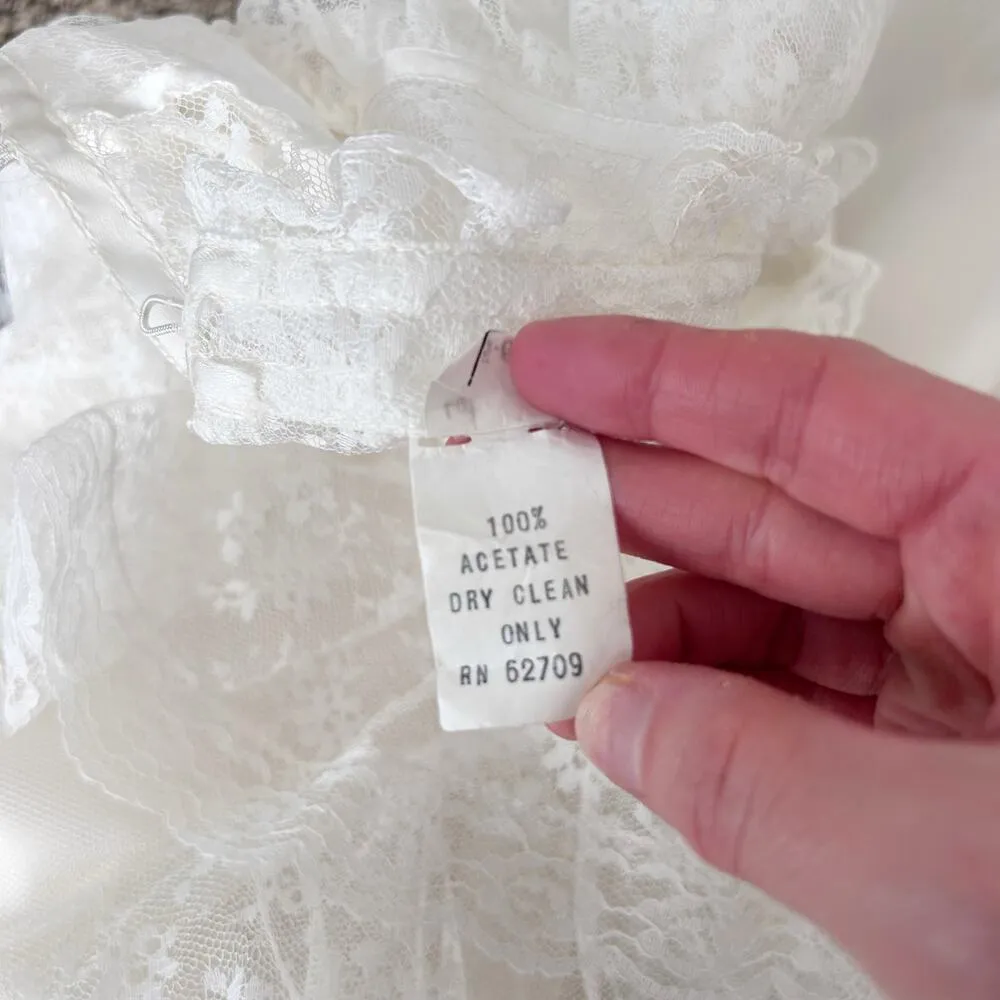 100%
ACETATE
DRY CLEAN
ONLY
RN 62709